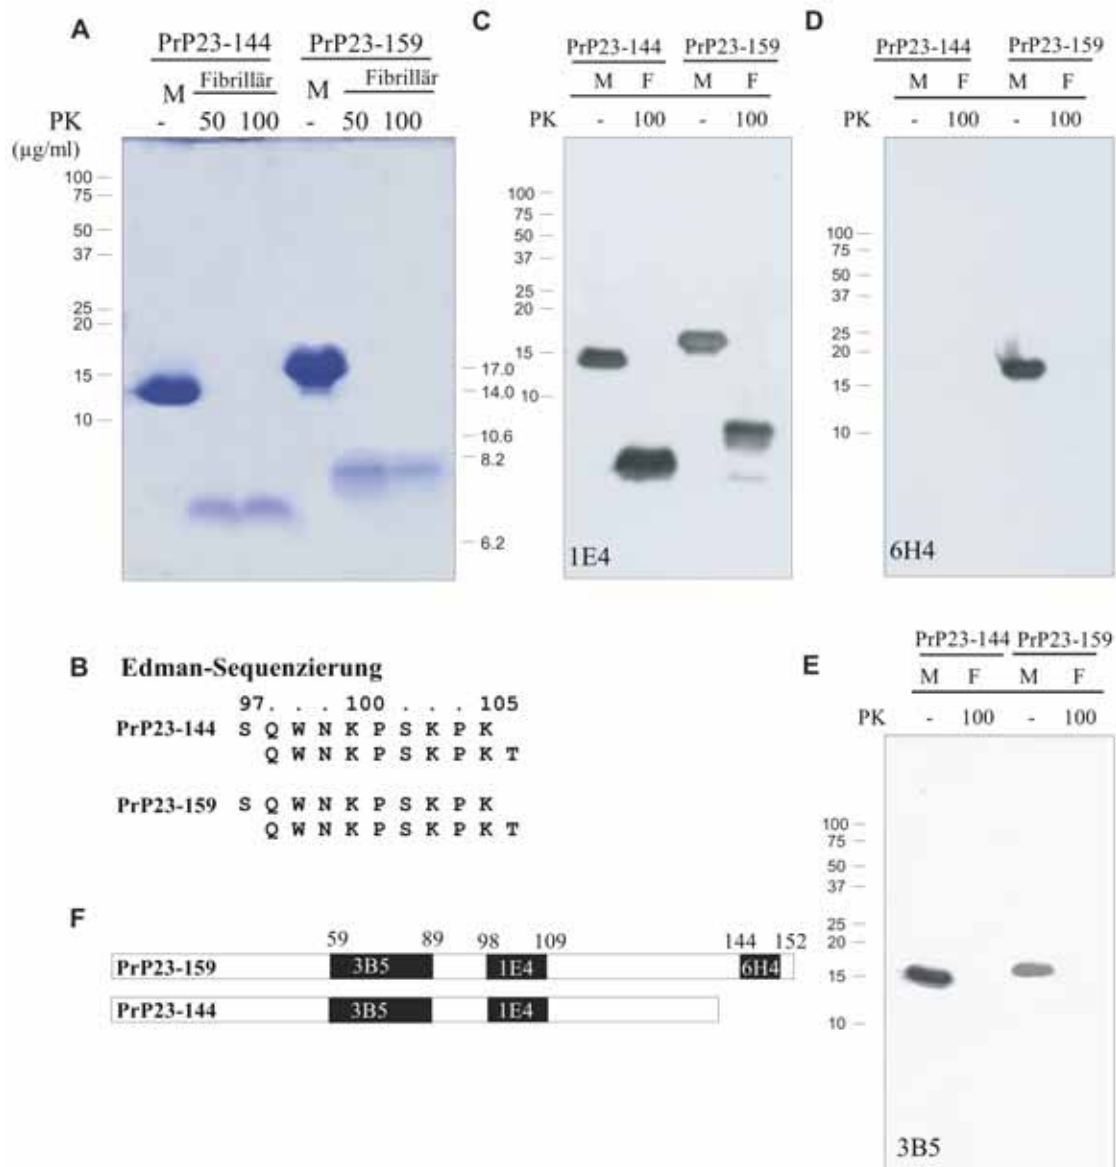 A
PrP23-144 PrP23-159
M Fibrillär M Fibrillär
PK - 50 100 - 50 100
(µg/ml)
100
75
50
37
25
20
15
10
17.0
14.0
10.6
8.2
6.2
C
PrP23-144 PrP23-159
M F M F
PK - 100 - 100
100
75
50
37
25
20
15
10
1E4
D
PrP23-144 PrP23-159
M F M F
PK - 100 - 100
100
75
50
37
25
20
15
10
6H4
B Edman-Sequenzierung
97. . . 100 . . . . 105
PrP23-144 S Q W N K P S K P K
Q W N K P S K P K T
PrP23-159 S Q W N K P S K P K
Q W N K P S K P K T
E
PrP23-144 PrP23-159
M F M F
PK - 100 - 100
100
75
50
37
25
20
15
10
3B5
F
59 89 98 109 144 152
PrP23-159 3B5 1E4 6H4
PrP23-144 3B5 1E4